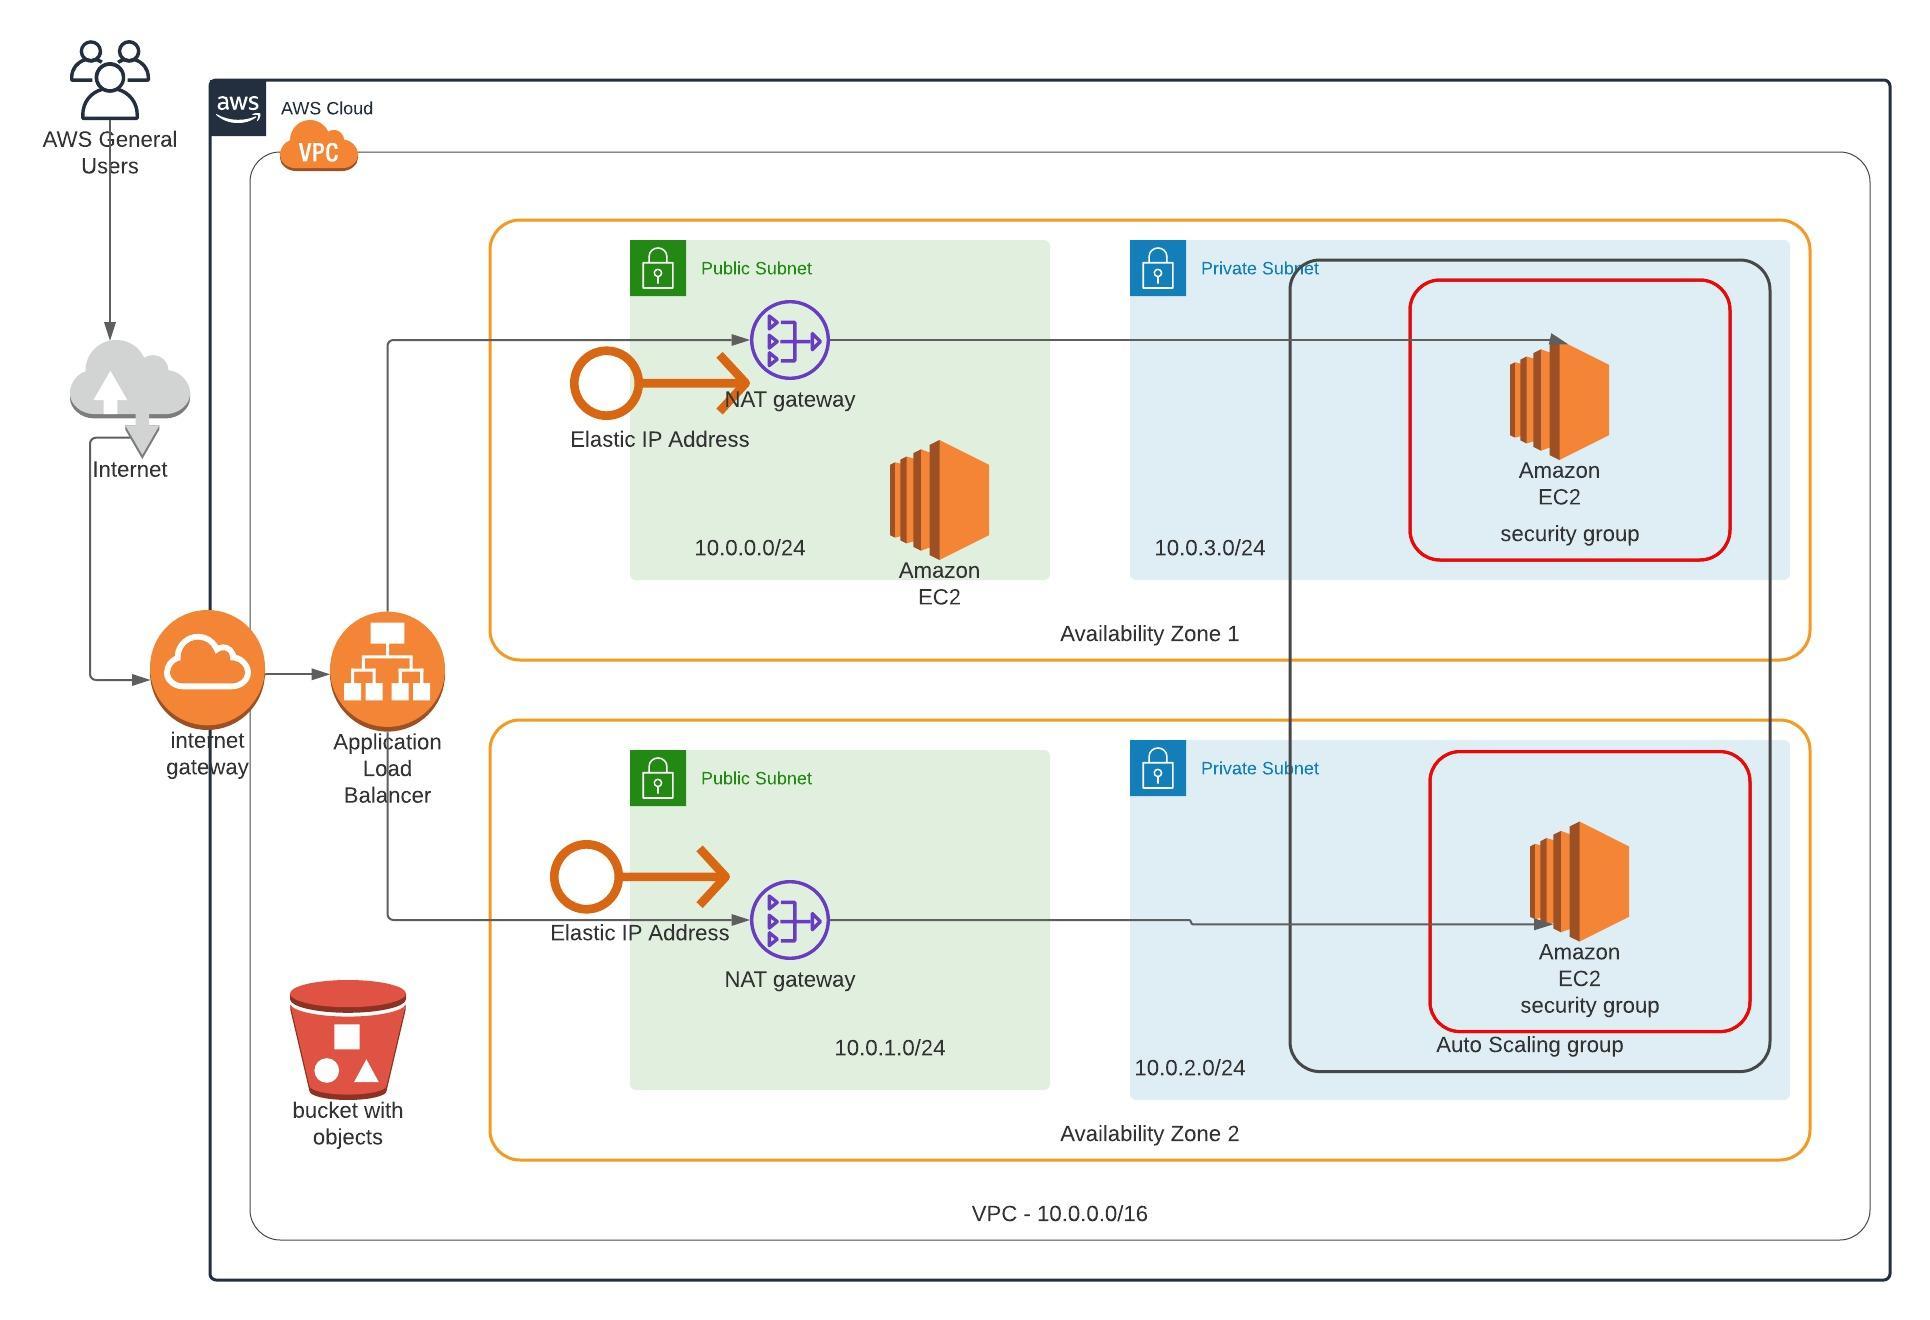 aws
AWS Cloud
VPC
AWS General
Users
Internet
internet
gateway
Application
Load
Balancer
bucket with
objects
Public Subnet
NAT gateway
Elastic IP Address
10.0.0.0/24
Amazon
EC2
Private Subnet
10.0.3.0/24
Amazon
EC2
security group
Availability Zone 1
Public Subnet
Elastic IP Address
NAT gateway
10.0.1.0/24
Private Subnet
10.0.2.0/24
Amazon
EC2
security group
Auto Scaling group
Availability Zone 2
VPC - 10.0.0.0/16